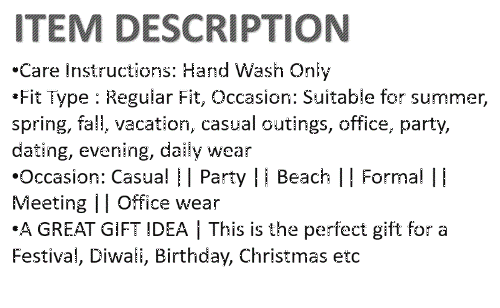 ITEM DESCRIPTION
•Care Instructions: Hand Wash Only
•Fit Type : Regular Fit, Occasion: Suitable for summer,
spring, fall, vacation, casual outings, office, party,
dating, evening, daily wear
•Occasion: Casual || Party || Beach || Formal ||
Meeting || Office wear
•A GREAT GIFT IDEA | This is the perfect gift for a
Festival, Diwali, Birthday, Christmas etc